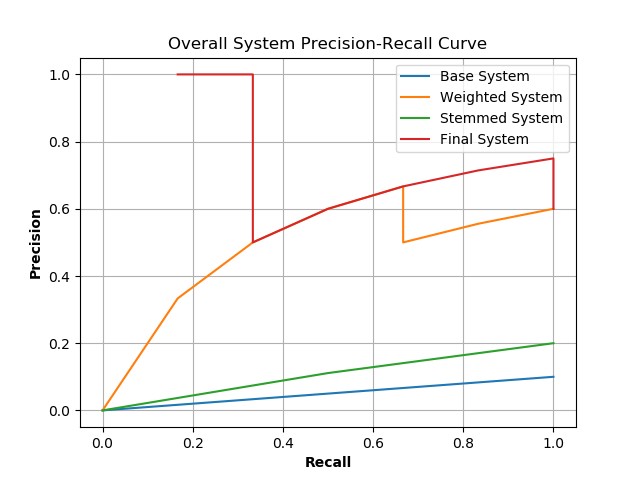 Overall System Precision-Recall Curve
Base System
Weighted System
Stemmed System
Final System
Precision
1.0
0.8
0.6
0.4
0.2
0.0
0.0 0.2 0.4 0.6 0.8 1.0
Recall